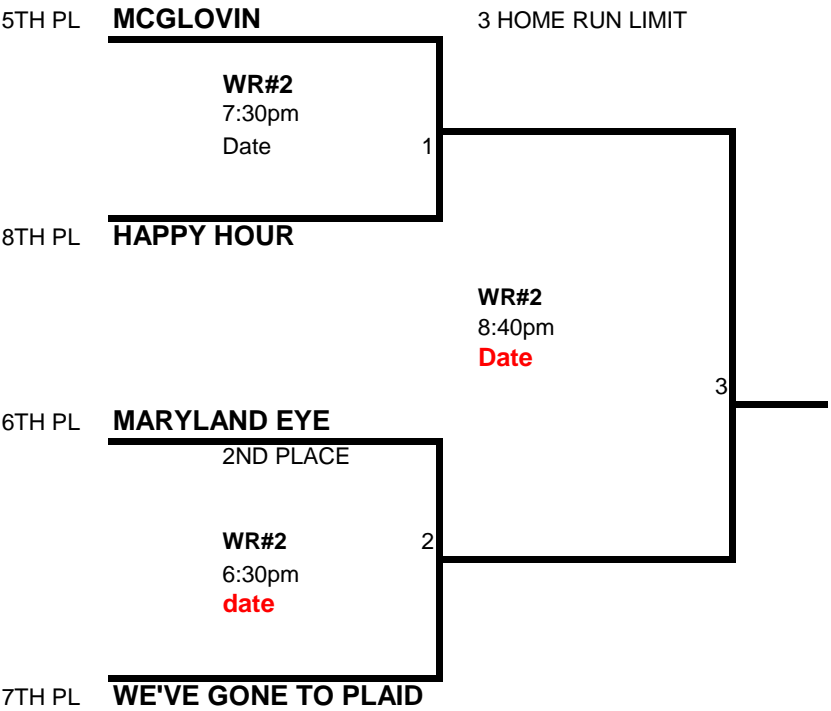 5TH PL MCGLOVIN 3 HOME RUN LIMIT
WR#2
7:30pm
Date 1
8TH PL HAPPY HOUR
WR#2
8:40pm
Date
3
6TH PL MARYLAND EYE
2ND PLACE
WR#2 2
6:30pm
date
7TH PL WE'VE GONE TO PLAID